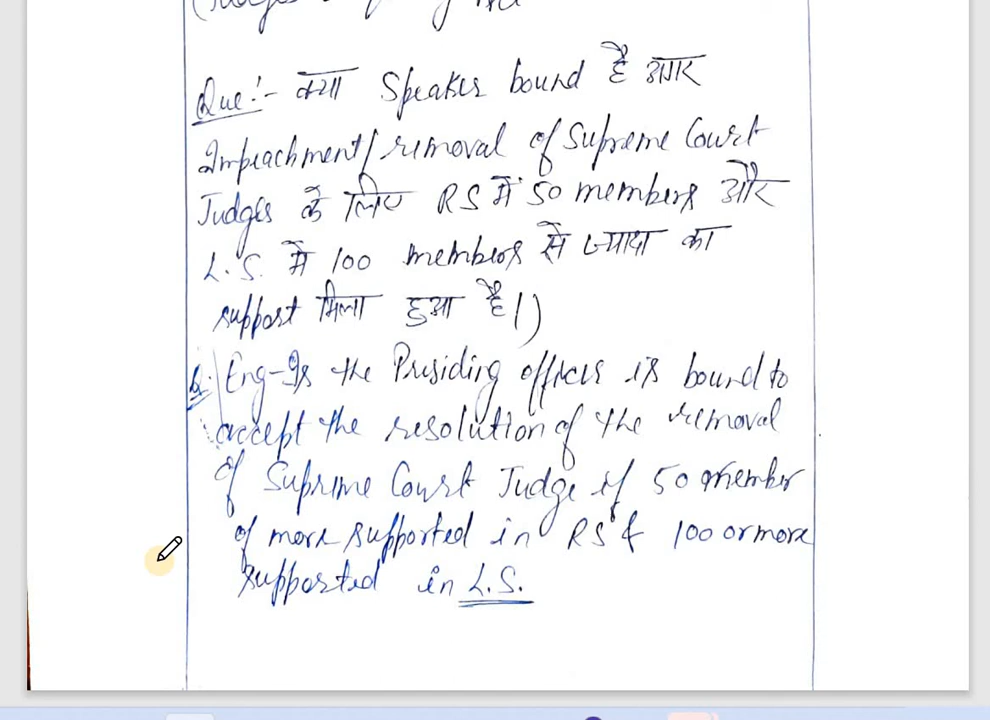 (Judges
Que:- क्या Speaker bound है अगर
Impeachment/removal of Supreme Court
Judges के लिए RS में 50 members और
L.S. में 100 members से ज्यादा का
support मिला हुआ है।)
Q. Eng-Is the Presiding officer is bound to
accept the resolution of the removal
of Supreme Court Judge if 50 member
of more supported in RS & 100 or more
supported in L.S.